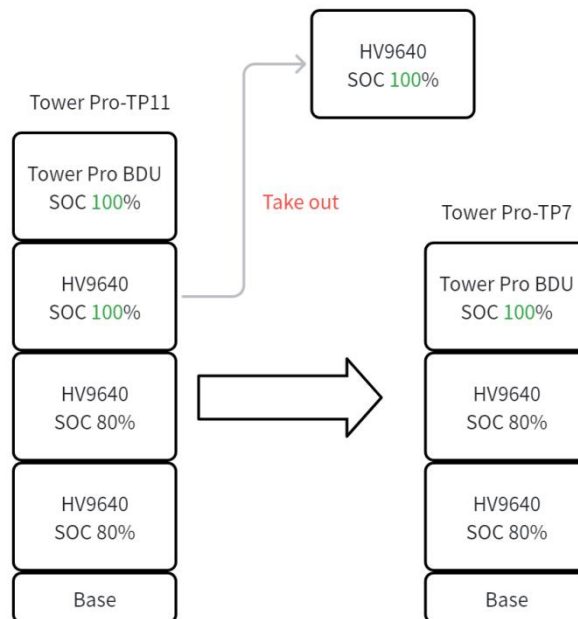 HV9640
SOC 100%
Tower Pro-TP11
Tower Pro BDU
SOC 100%
Take out
HV9640
SOC 100%
HV9640
SOC 80%
HV9640
SOC 80%
Base
Tower Pro-TP7
Tower Pro BDU
SOC 100%
HV9640
SOC 80%
HV9640
SOC 80%
Base